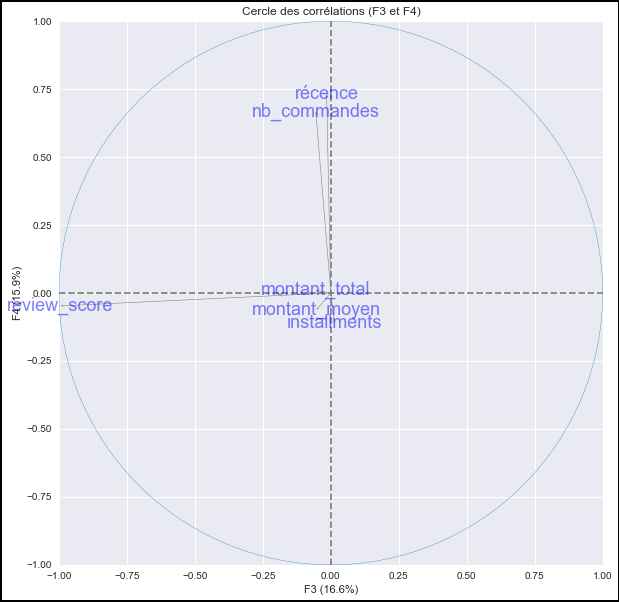 Cercle des corrélations (F3 et F4)
1.00
0.75
0.50
0.25
0.00
−0.25
−0.50
−0.75
−1.00
F4 (15.9%)
récence
nb_commandes
montant_total
review_score
montant_moyen
installments
−1.00 −0.75 −0.50 −0.25 0.00 0.25 0.50 0.75 1.00
F3 (16.6%)